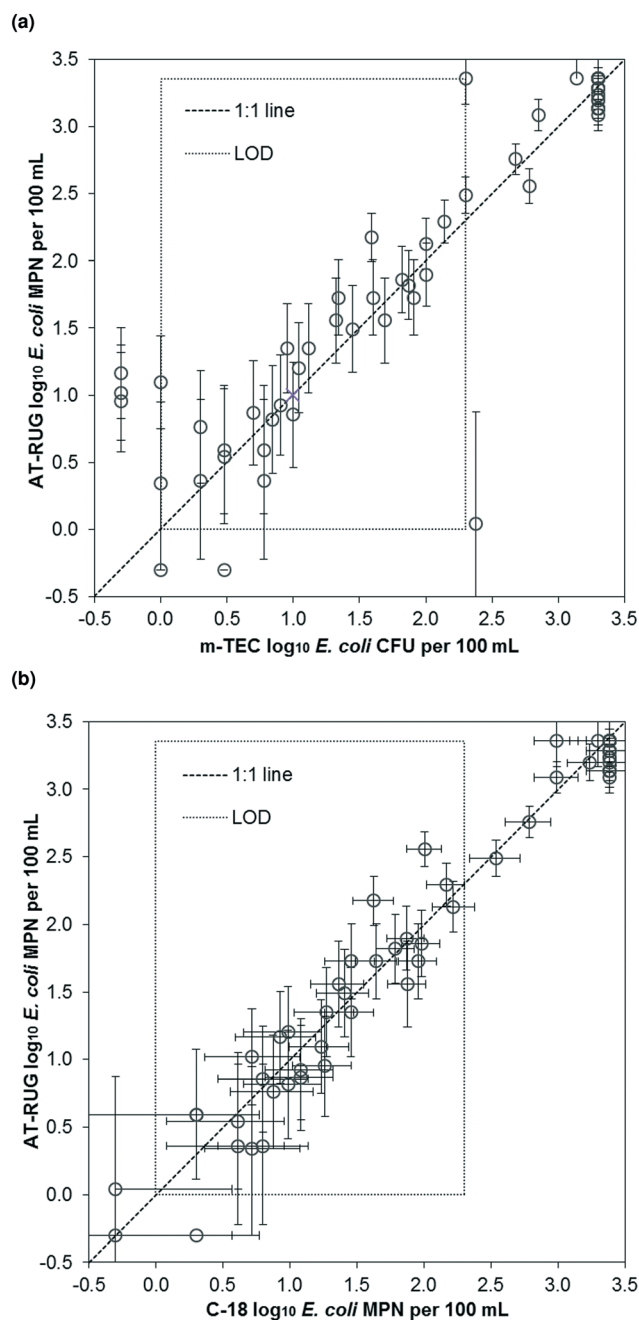 (a)
3.5
3.0
2.5
2.0
1.5
1.0
0.5
0.0
-0.5
AT-RUG log₁₀ E. coli MPN per 100 mL
1:1 line
LOD
-0.5 0.0 0.5 1.0 1.5 2.0 2.5 3.0 3.5
m-TEC log₁₀ E. coli CFU per 100 mL
(b)
3.5
3.0
2.5
2.0
1.5
1.0
0.5
0.0
-0.5
AT-RUG log₁₀ E. coli MPN per 100 mL
1:1 line
LOD
-0.5 0.0 0.5 1.0 1.5 2.0 2.5 3.0 3.5
C-18 log₁₀ E. coli MPN per 100 mL